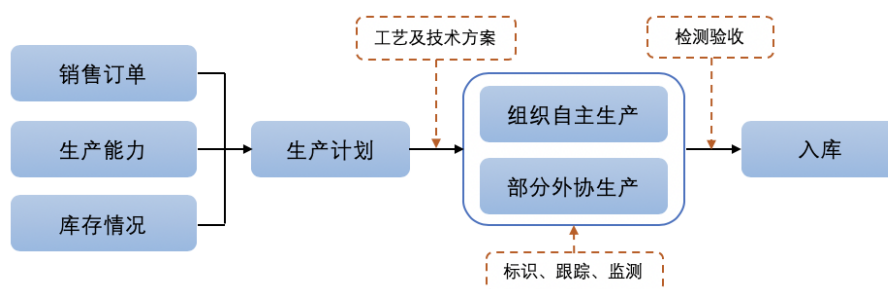 工艺及技术方案
检测验收
销售订单
生产能力
库存情况
生产计划
组织自主生产
部分外协生产
入库
标识、跟踪、监测